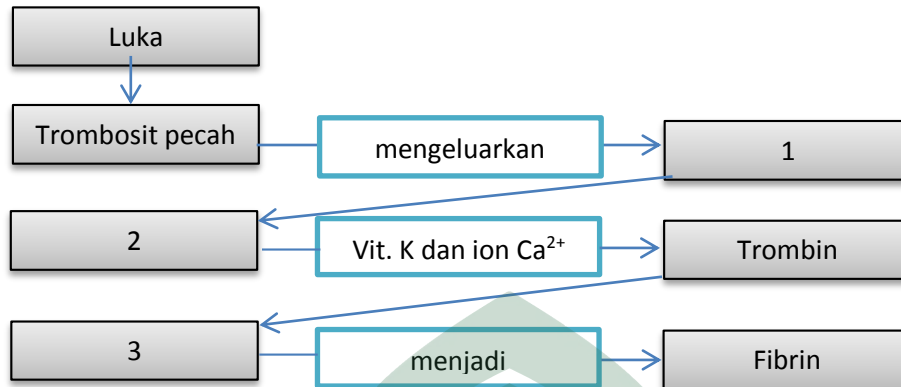 Luka
Trombosit pecah
mengeluarkan
1
2
Vit. K dan ion Ca²⁺
Trombin
3
menjadi
Fibrin